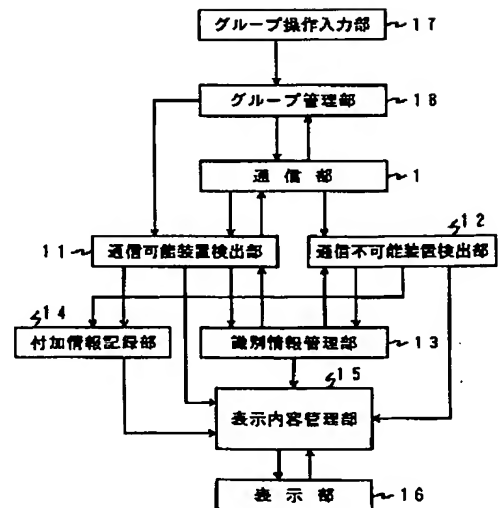 グループ操作入力部 17
グループ管理部 18
通信部 1
12
11 通信可能装置検出部 通信不可能装置検出部
14
付加情報記録部 識別情報管理部 13
15
表示内容管理部
表示部 16